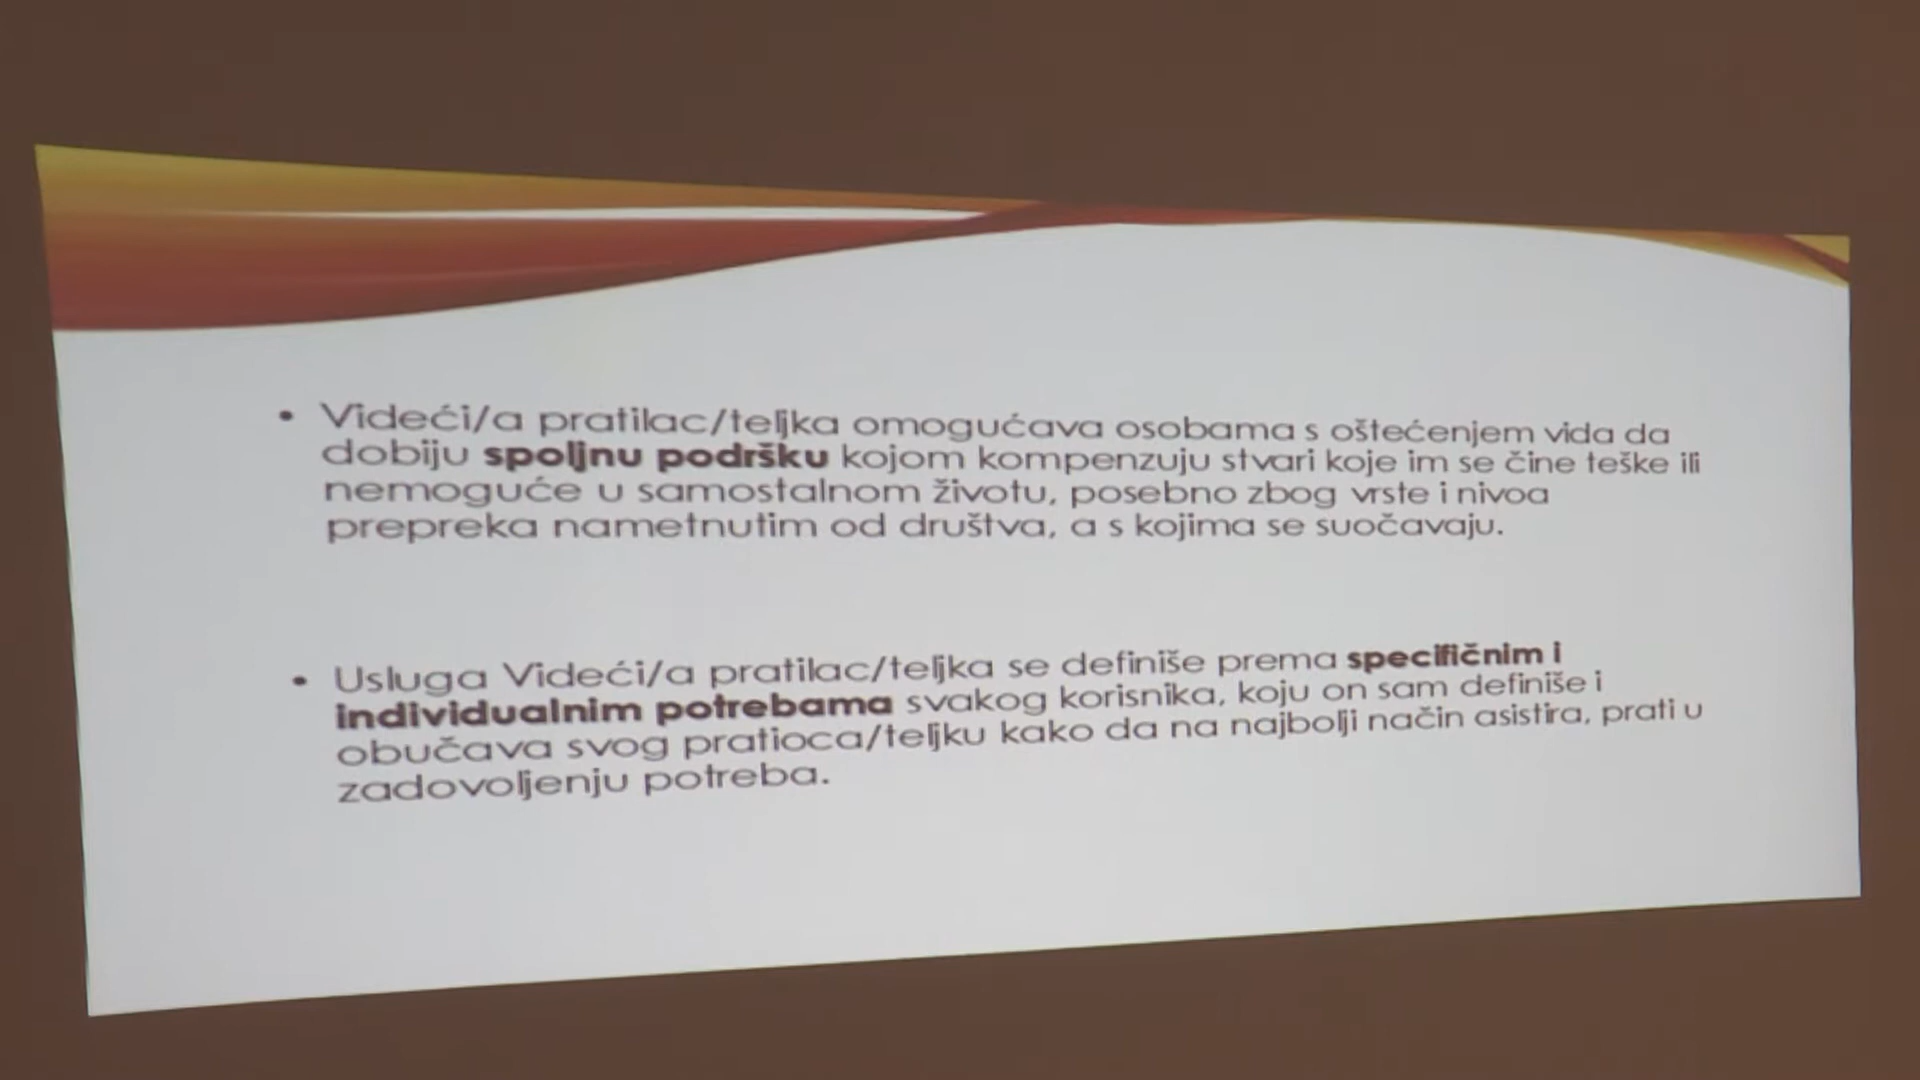 • Videći/a pratilac/teljka omogućava osobama s oštećenjem vida da
dobiju spoljnu podršku kojom kompenzuju stvari koje im se čine teške ili
nemoguće u samostalnom životu, posebno zbog vrste i nivoa
prepreka nametnutim od društva, a s kojima se suočavaju.
• Usluga Videći/a pratilac/teljka se definiše prema specifičnim i
individualnim potrebama svakog korisnika, koju on sam definiše i
obučava svog pratioca/teljku kako da na najbolji način asistira, prati u
zadovoljenju potreba.